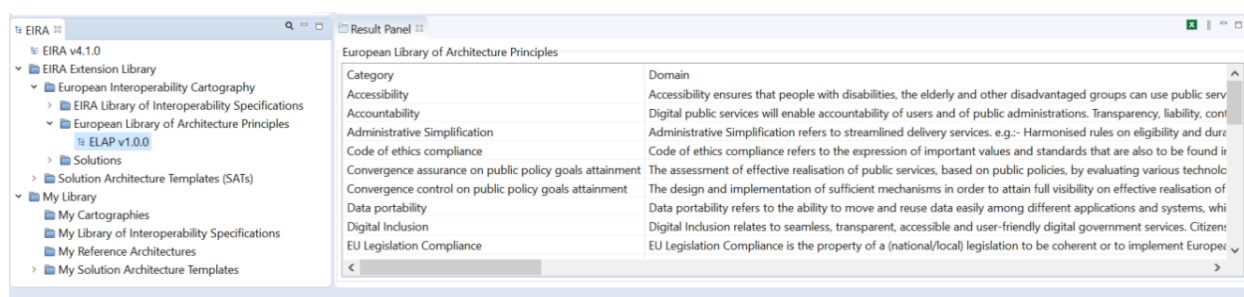 EIRA
EIRA v4.1.0
EIRA Extension Library
European Interoperability Cartography
EIRA Library of Interoperability Specifications
European Library of Architecture Principles
ELAP v1.0.0
Solutions
Solution Architecture Templates (SATs)
My Library
My Cartographies
My Library of Interoperability Specifications
My Reference Architectures
My Solution Architecture Templates
Result Panel
European Library of Architecture Principles
Category Domain
Accessibility Accessibility ensures that people with disabilities, the elderly and other disadvantaged groups can use public serv
Accountability Digital public services will enable accountability of users and of public administrations. Transparency, liability, cont
Administrative Simplification Administrative Simplification refers to streamlined delivery services. e.g.:- Harmonised rules on eligibility and dura
Code of ethics compliance Code of ethics compliance refers to the expression of important values and standards that are also to be found i
Convergence assurance on public policy goals attainment The assessment of effective realisation of public services, based on public policies, by evaluating various technolo
Convergence control on public policy goals attainment The design and implementation of sufficient mechanisms in order to attain full visibility on effective realisation of
Data portability Data portability refers to the ability to move and reuse data easily among different applications and systems, whi
Digital Inclusion Digital Inclusion relates to seamless, transparent, accessible and user-friendly digital government services. Citizens
EU Legislation Compliance EU Legislation Compliance is the property of a (national/local) legislation to be coherent or to implement Europea